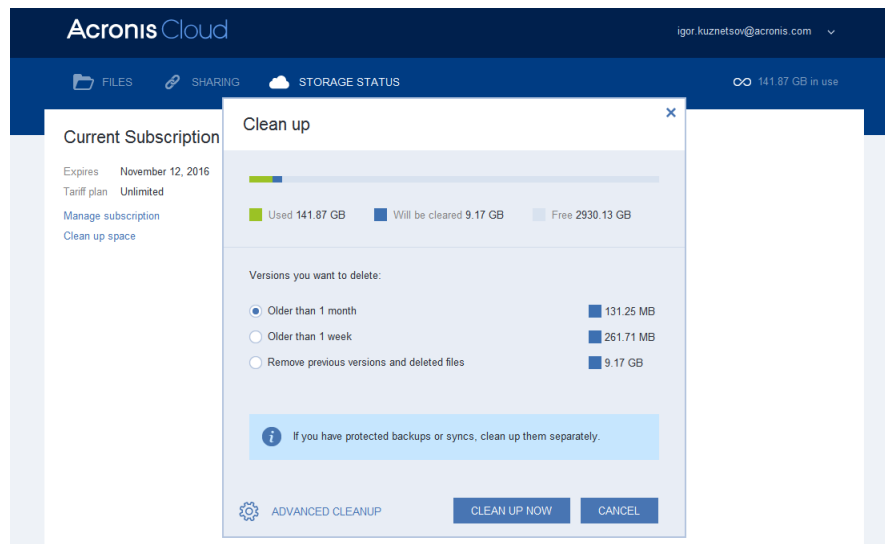 Acronis Cloud
igor.kuznetsov@acronis.com
FILES
SHARING
STORAGE STATUS
141.87 GB in use
Current Subscription
Expires November 12, 2016
Tariff plan Unlimited
Manage subscription
Clean up space
Clean up
Used 141.87 GB
Will be cleared 9.17 GB
Free 2930.13 GB
Versions you want to delete:
Older than 1 month 131.25 MB
Older than 1 week 261.71 MB
Remove previous versions and deleted files 9.17 GB
If you have protected backups or syncs, clean up them separately.
ADVANCED CLEANUP
CLEAN UP NOW
CANCEL